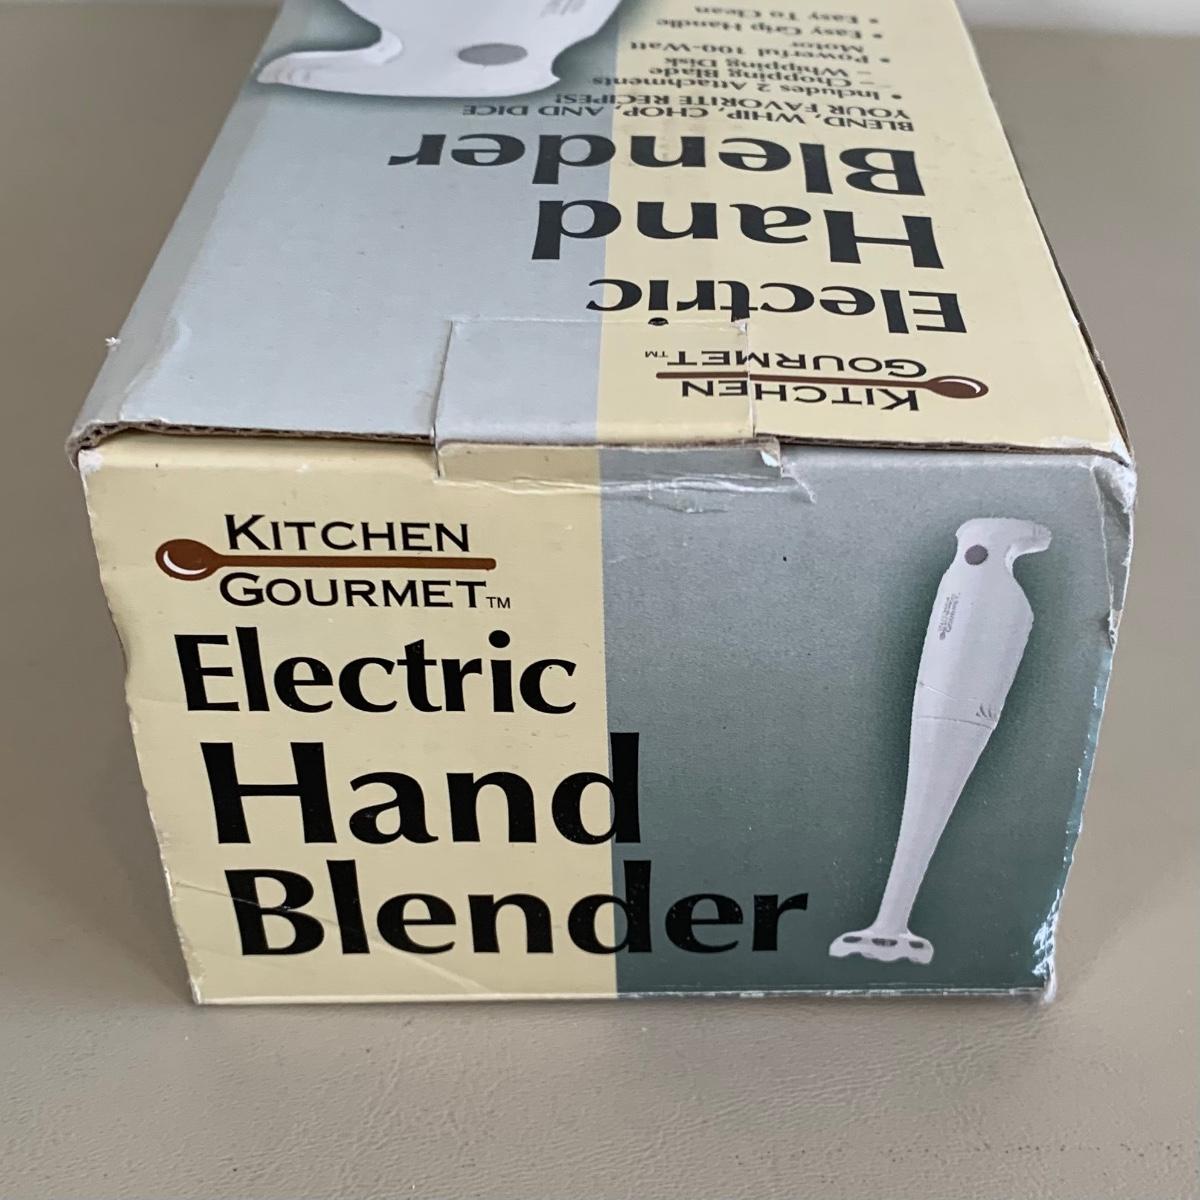 KITCHEN
GOURMET™
Electric
Hand
Blender
KITCHEN
GOURMET™
Electric
Hand
Blender
BLEND, WHIP, CHOP, AND DICE
YOUR FAVORITE RECIPES!
• Includes 2 Attachments
– Chopping Blade
– Whipping Disk
• Powerful 100-Watt
Motor
• Easy Grip Handle
• Easy To Clean